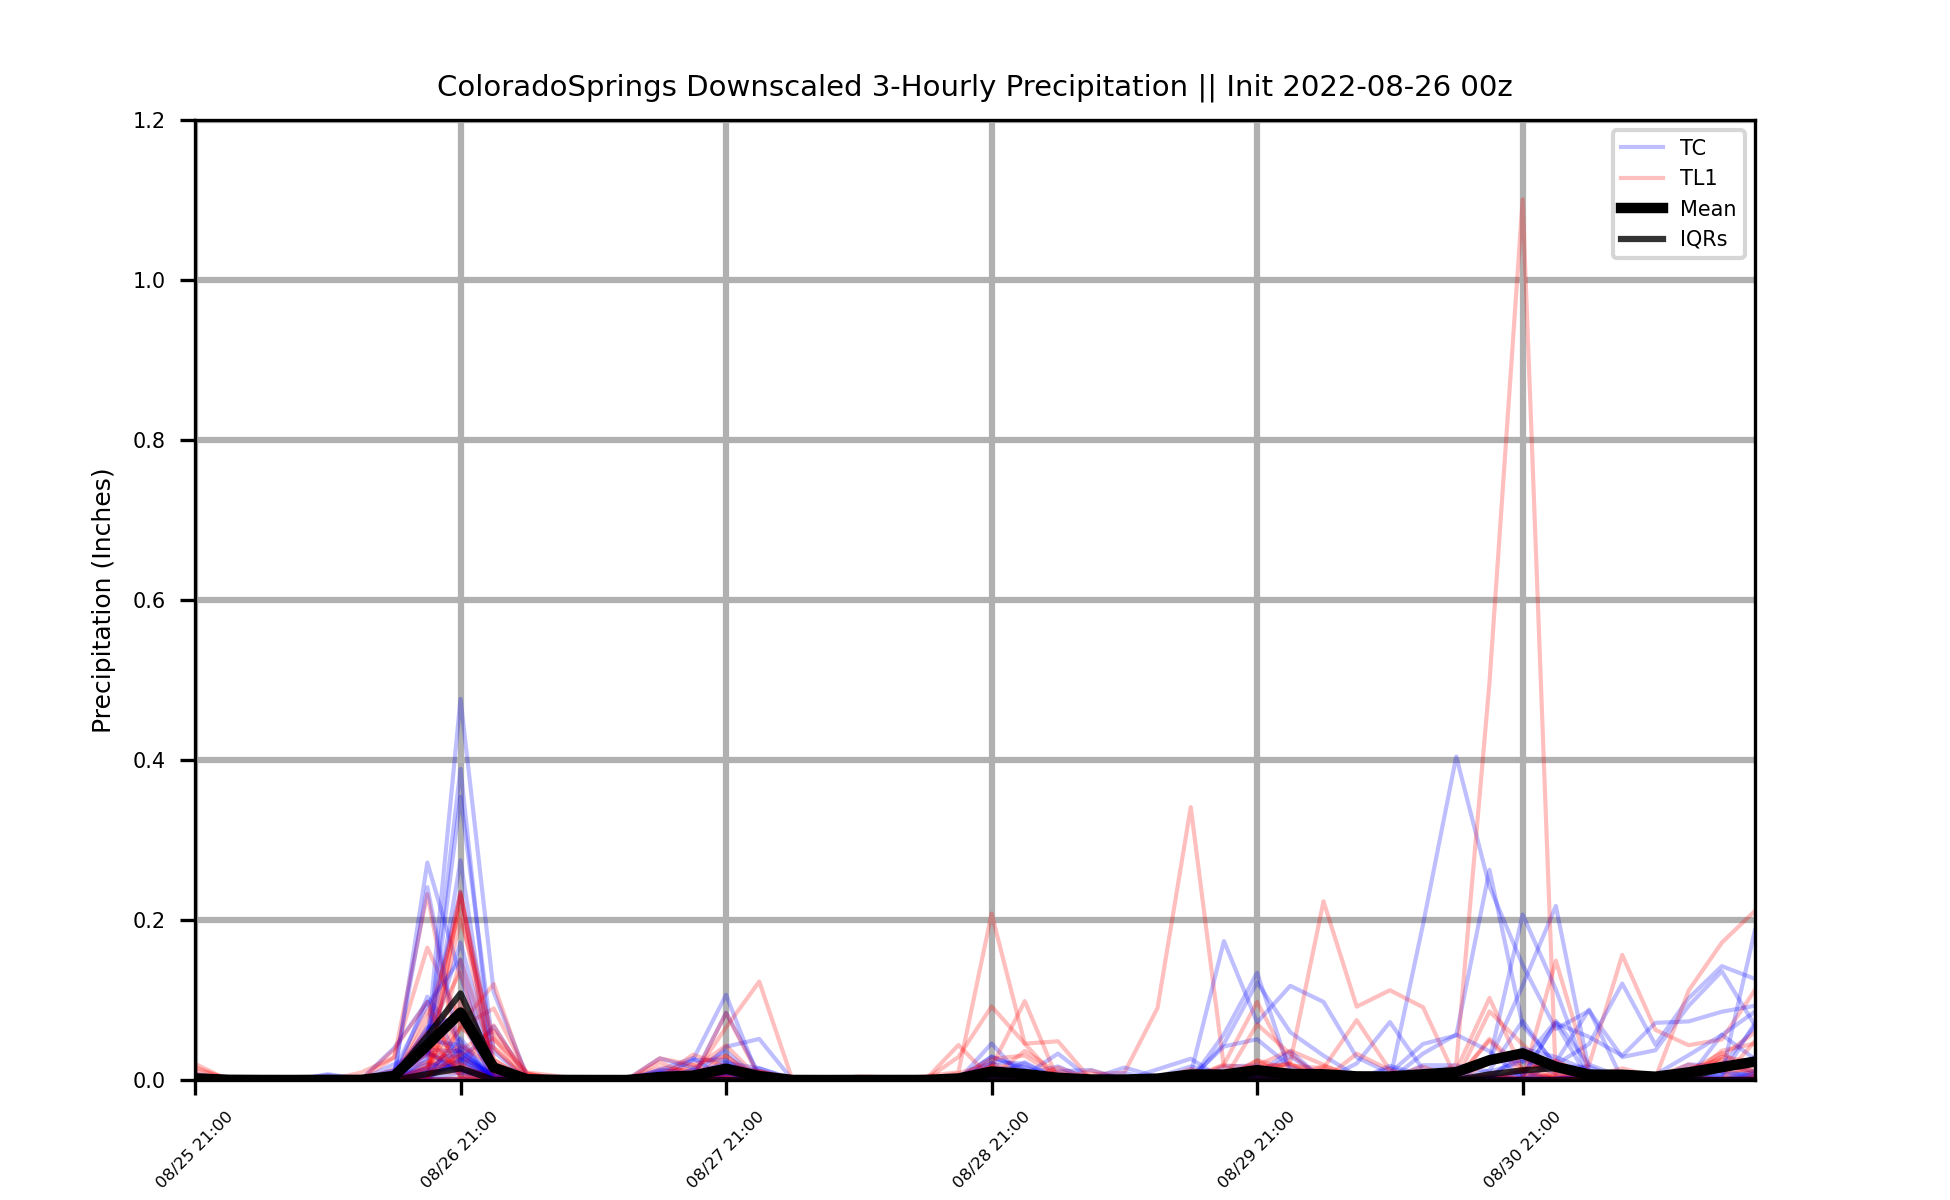 ColoradoSprings Downscaled 3-Hourly Precipitation || Init 2022-08-26 00z
TC
TL1
Mean
IQRs
Precipitation (Inches)
1.2
1.0
0.8
0.6
0.4
0.2
0.0
08/25 21:00
08/26 21:00
08/27 21:00
08/28 21:00
08/29 21:00
08/30 21:00